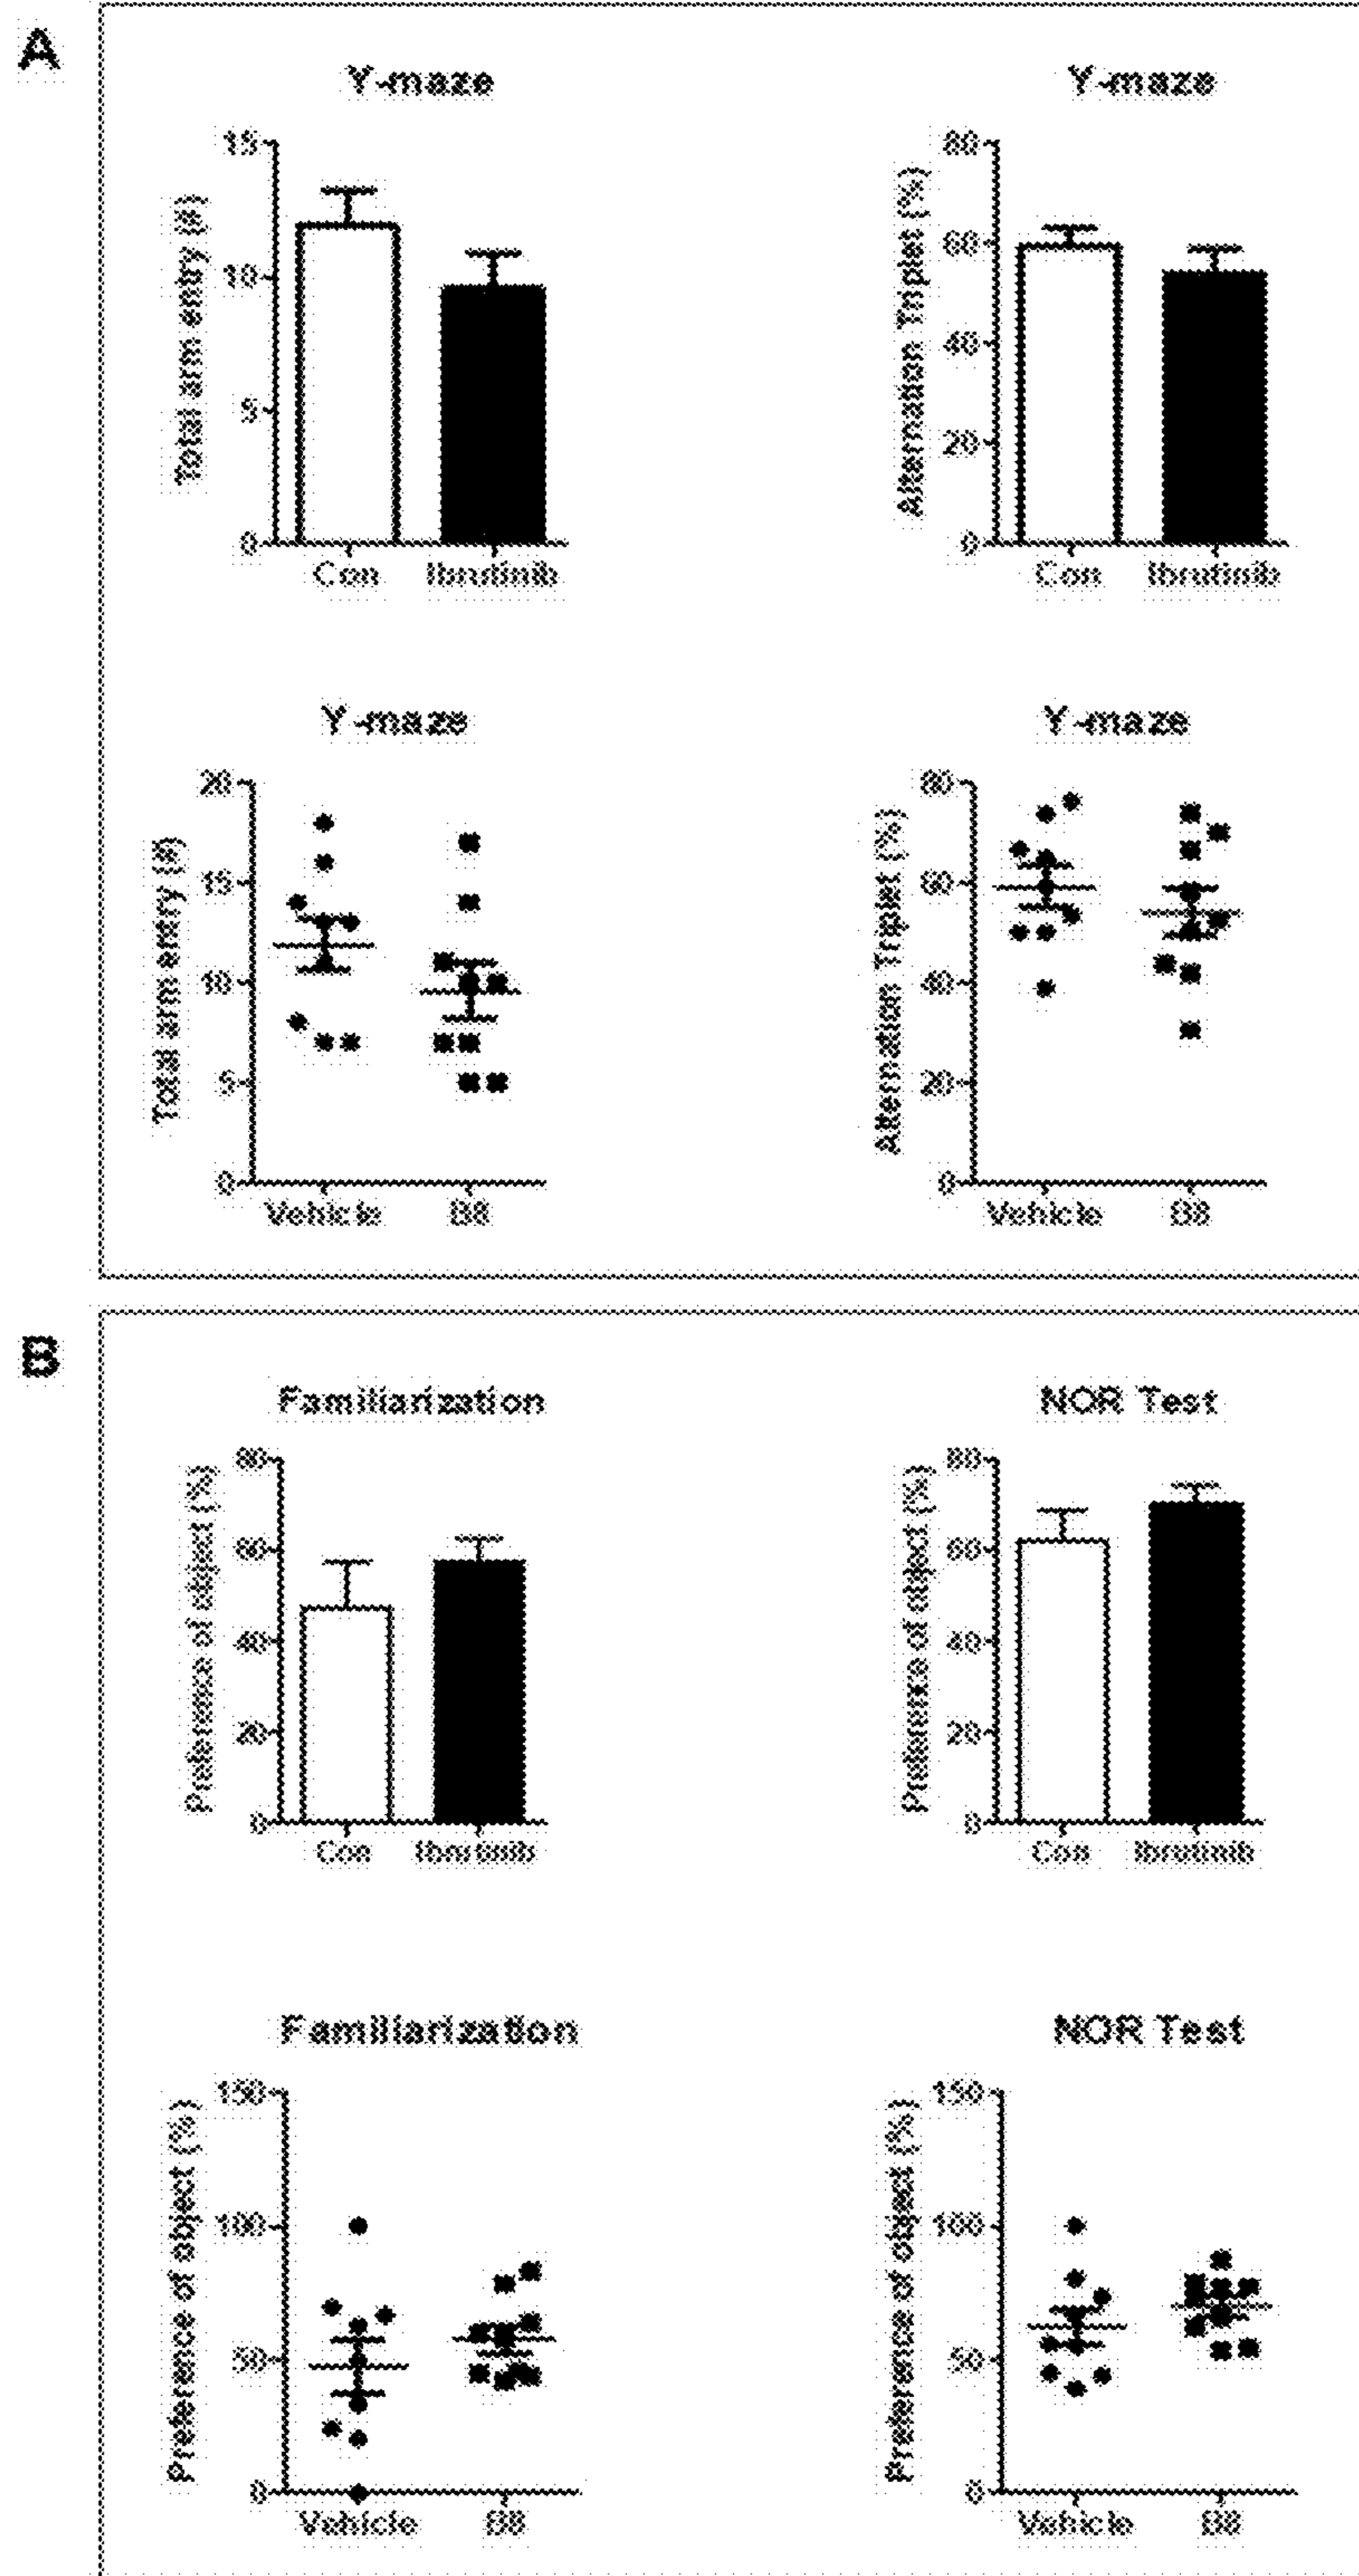 A
Y-maze
Y-maze
15
10
5
0
Total arm entry (#)
Con Ibrutinib
80
60
40
20
0
Alternation Triplet (%)
Con Ibrutinib
Y-maze
Y-maze
20
15
10
5
0
Total arm entry (#)
Vehicle B8
80
60
40
20
0
Alternation Triplet (%)
Vehicle B8
B
Familiarization
NOR Test
80
60
40
20
0
Preference of object (%)
Con Ibrutinib
80
60
40
20
0
Preference of object (%)
Con Ibrutinib
Familiarization
NOR Test
150
100
50
0
Preference of object (%)
Vehicle B8
150
100
50
0
Preference of object (%)
Vehicle B8